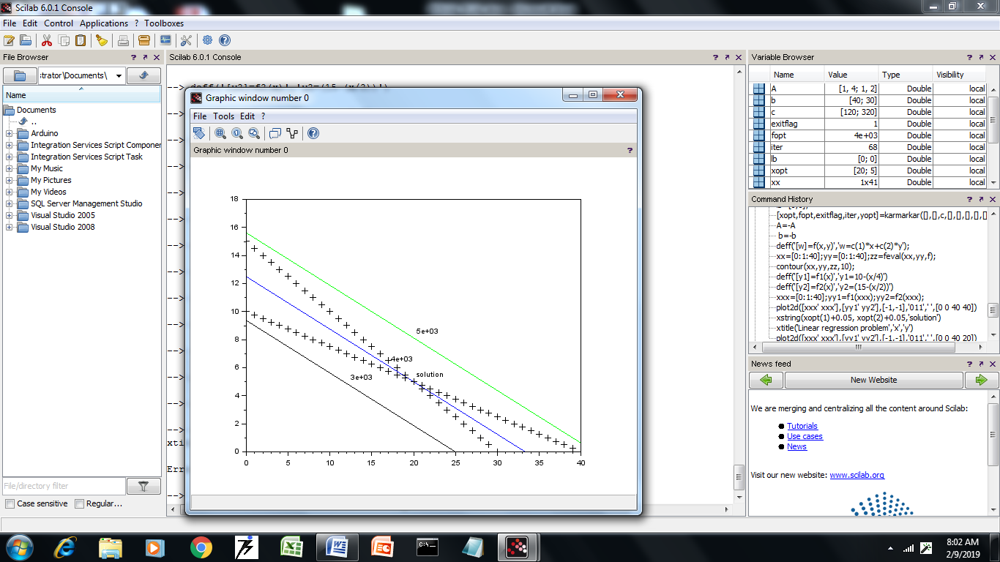 Scilab 6.0.1 Console
File Edit Control Applications ? Toolboxes
File Browser ? Scilab 6.0.1 Console ? Variable Browser ?
:trator\Documents\
Name
Documents
..
Arduino
Integration Services Script Componer
Integration Services Script Task
My Music
My Pictures
My Videos
SQL Server Management Studio
Visual Studio 2005
Visual Studio 2008
File/directory filter
Case sensitive Regular...
-->
-->
-->
-->
-->
-->
-->
-->
-->
-->
-->
-->
-->
-->
xti
Err
-->
Graphic window number 0
File Tools Edit ?
Graphic window number 0 ?
18
16
14
12
10
8
6
4
2
0
5e+03
4e+03
3e+03
solution
0 5 10 15 20 25 30 35 40
Name Value Type Visibility
A [1, 4; 1, 2] Double local
b [40; 30] Double local
c [120; 320] Double local
exitflag 1 Double local
fopt 4e+03 Double local
iter 68 Double local
lb [0; 0] Double local
xopt [20; 5] Double local
xx 1x41 Double local
Command History ?
[xopt,fopt,exitflag,iter,yopt]=karmarkar([],[],c,[],[],[],[],[]
A=-A
b=-b
deff('[w]=f(x,y)','w=c(1)*x+c(2)*y');
xx=[0:1:40];yy=[0:1:40];zz=feval(xx,yy,f);
contour(xx,yy,zz,10);
deff('[y1]=f1(x)','y1=10-(x/4)')
deff('[y2]=f2(x)','y2=(15-(x/2))')
xxx=[0:1:40];yy1=f1(xxx);yy2=f2(xxx);
plot2d([xxx' xxx'],[yy1' yy2'],[-1,-1],'011',' ',[0 0 40 40])
xstring(xopt(1)+0.05, xopt(2)+0.05,'solution')
xtitle('Linear regression problem','x','y')
plot2d([xxx' xxx'],[yy1' yy2'],[-1,-1],'011',' ',[0 0 40 20])
News feed ?
New Website
We are merging and centralizing all the content around Scilab:
Tutorials
Use cases
News
Visit our new website: www.scilab.org
8:02 AM
2/9/2019